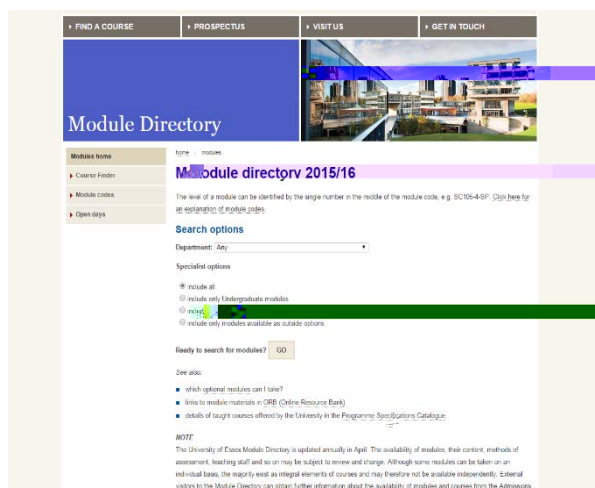 FIND A COURSE
PROSPECTUS
VISIT US
GET IN TOUCH
Module Directory
Modules home
Course Finder
Module codes
Open days
home modules
Module directory 2015/16
The level of a module can be identified by the single number in the middle of the module code, e.g. SC105-4-SP. Click here for
an explanation of module codes.
Search options
Department: Any
Specialist options
include all
include only Undergraduate modules
include only modules available as outside options
Ready to search for modules? GO
See also:
which optional modules can I take?
links to module materials in ORB (Online Resource Bank)
details of taught courses offered by the University in the Programme Specifications Catalogue
NOTE
The University of Essex Module Directory is updated annually in April. The availability of modules, their content, methods of
assessment, teaching staff and so on may be subject to review and change. Although some modules can be taken on an
individual basis, the majority exist as integral elements of courses and may therefore not be available independently. External
visitors to the Module Directory can obtain further information about the availability of modules and courses from the Admissions